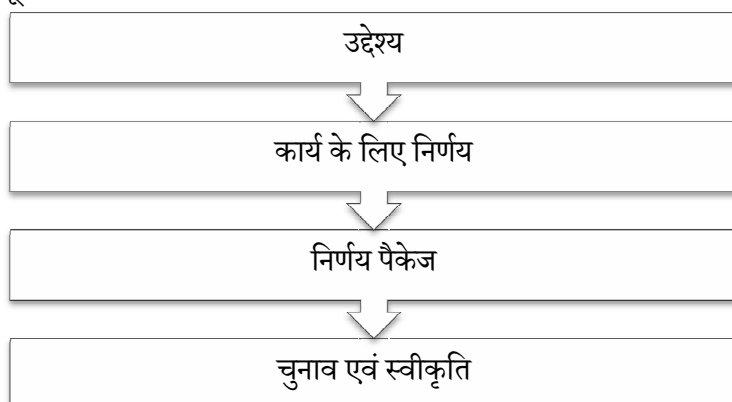 उद्देश्य
कार्य के लिए निर्णय
निर्णय पैकेज
चुनाव एवं स्वीकृति